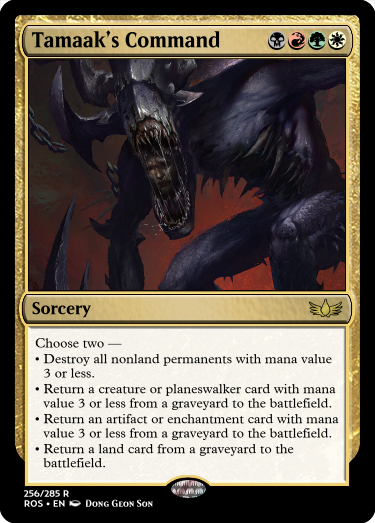 Tamaak's Command
Sorcery
Choose two —
• Destroy all nonland permanents with mana value
3 or less.
• Return a creature or planeswalker card with mana
value 3 or less from a graveyard to the battlefield.
• Return an artifact or enchantment card with mana
value 3 or less from a graveyard to the battlefield.
• Return a land card from a graveyard to the
battlefield.
256/285 R
ROS • EN Dong Geon Son